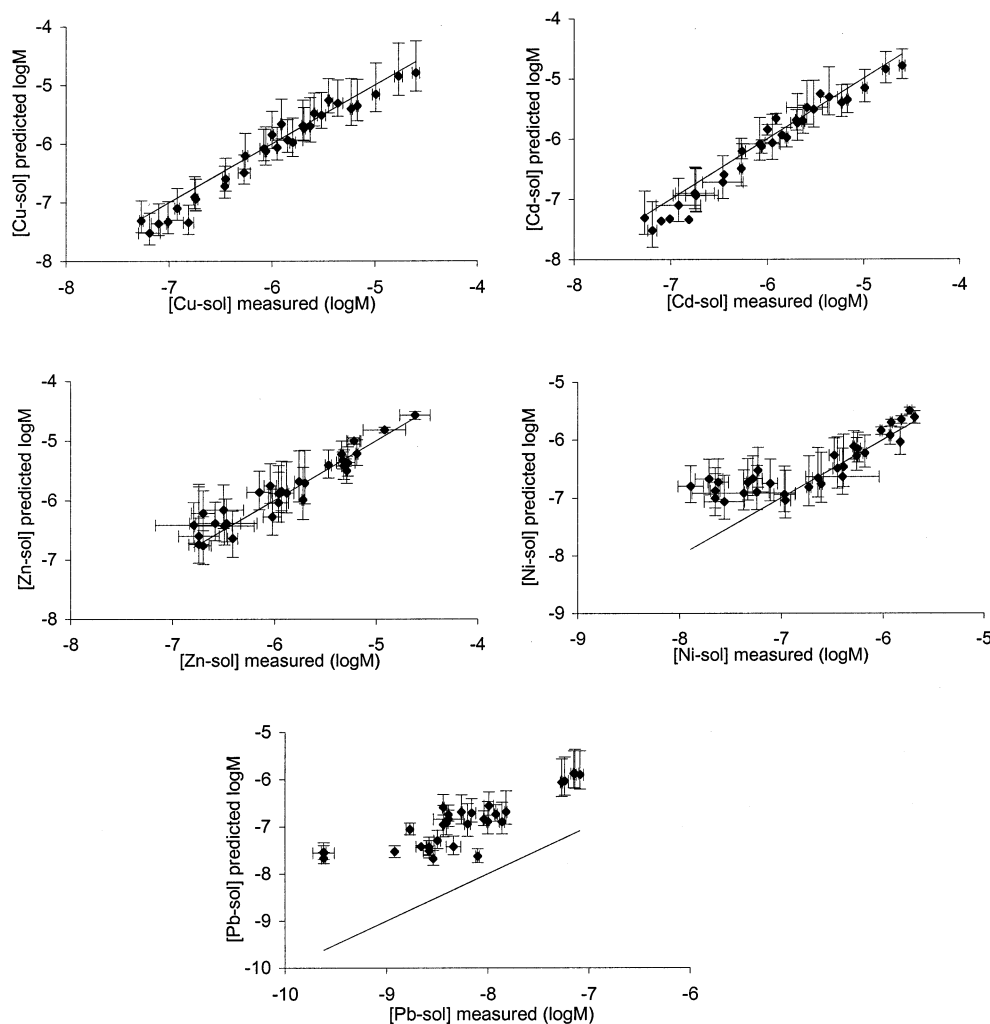 -4
-5
-6
-7
-8
[Cu-sol] predicted logM
-8 -7 -6 -5 -4
[Cu-sol] measured (logM)
-4
-5
-6
-7
-8
[Cd-sol] predicted logM
-8 -7 -6 -5 -4
[Cd-sol] measured (logM)
-4
-5
-6
-7
-8
[Zn-sol] predicted logM
-8 -7 -6 -5 -4
[Zn-sol] measured (logM)
-5
-6
-7
-8
-9
[Ni-sol] predicted logM
-9 -8 -7 -6 -5
[Ni-sol] measured (logM)
-5
-6
-7
-8
-9
-10
[Pb-sol] predicted logM
-10 -9 -8 -7 -6
[Pb-sol] measured (logM)